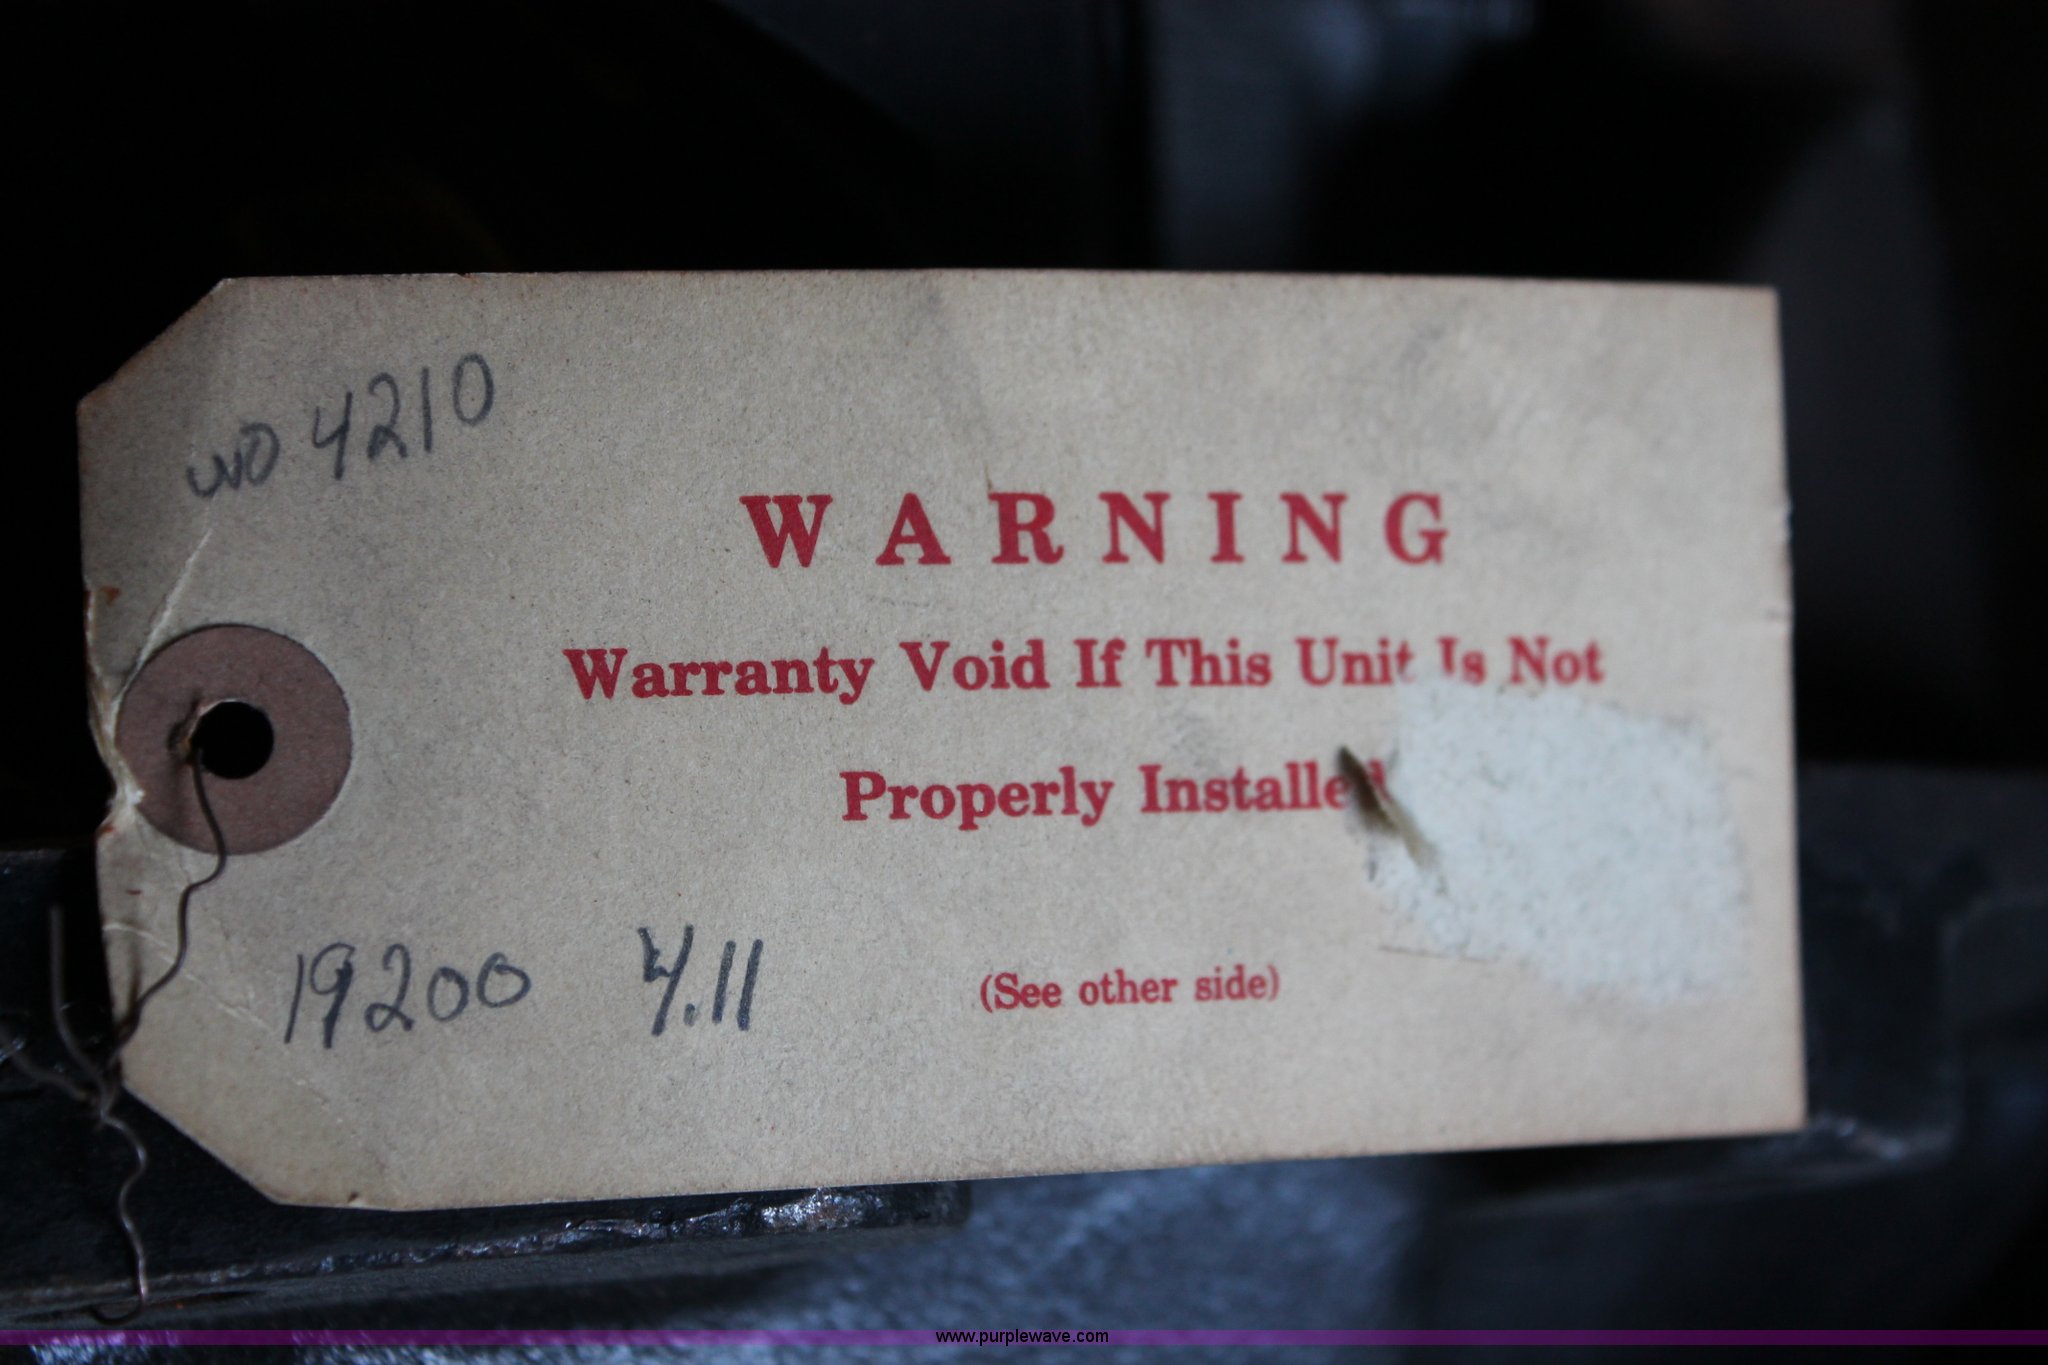 WO 4210
WARNING
Warranty Void If This Unit Is Not
Properly Installed
19200 4.11
(See other side)
www.purplewave.com